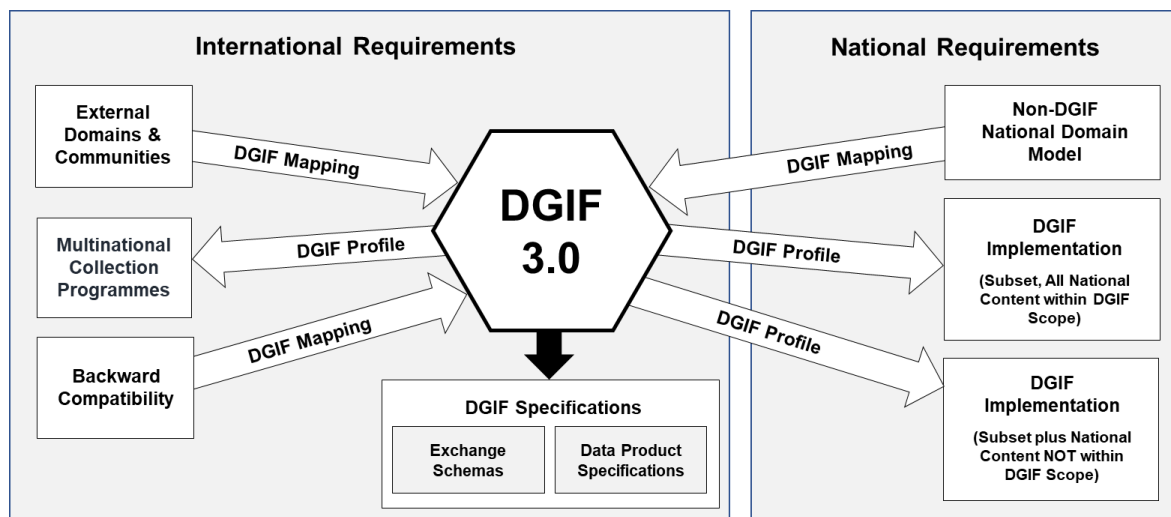 International Requirements
National Requirements
External
Domains &
Communities
DGIF Mapping
Multinational
Collection
Programmes
DGIF Profile
Backward
Compatibility
DGIF Mapping
DGIF
3.0
DGIF Specifications
Exchange
Schemas
Data Product
Specifications
DGIF Mapping
Non-DGIF
National Domain
Model
DGIF Profile
DGIF
Implementation
(Subset, All National
Content within DGIF
Scope)
DGIF Profile
DGIF
Implementation
(Subset plus National
Content NOT within
DGIF Scope)